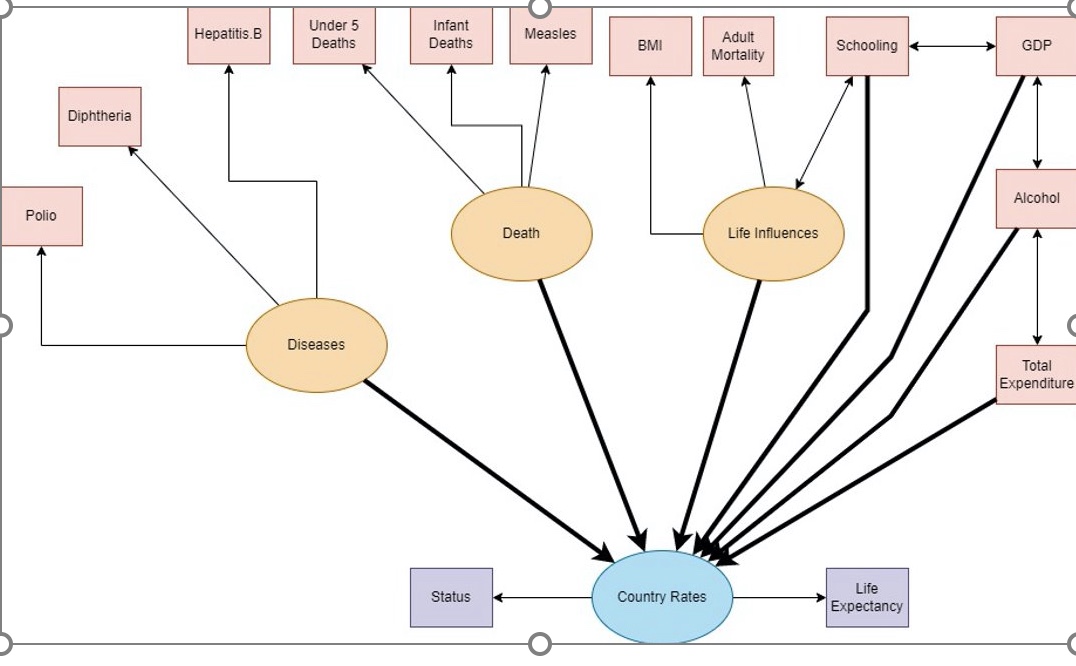 Hepatitis.B
Under 5
Deaths
Infant
Deaths
Measles
BMI
Adult
Mortality
Schooling
GDP
Diphtheria
Polio
Alcohol
Death
Life Influences
Diseases
Total
Expenditure
Status
Country Rates
Life
Expectancy